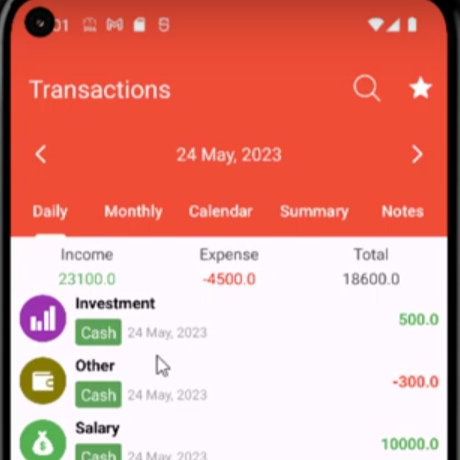 :01
Transactions
24 May, 2023
Daily Monthly Calendar Summary Notes
Income Expense Total
23100.0 -4500.0 18600.0
Investment
Cash 24 May, 2023 500.0
Other
Cash 24 May, 2023 -300.0
Salary
Cash 24 May, 2023 10000.0